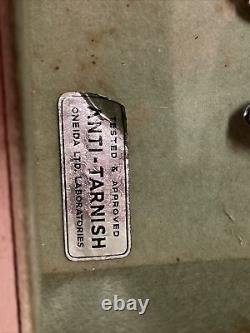 TESTED & APPROVED
ANTI-TARNISH
ONEIDA LTD. LABORATORIES